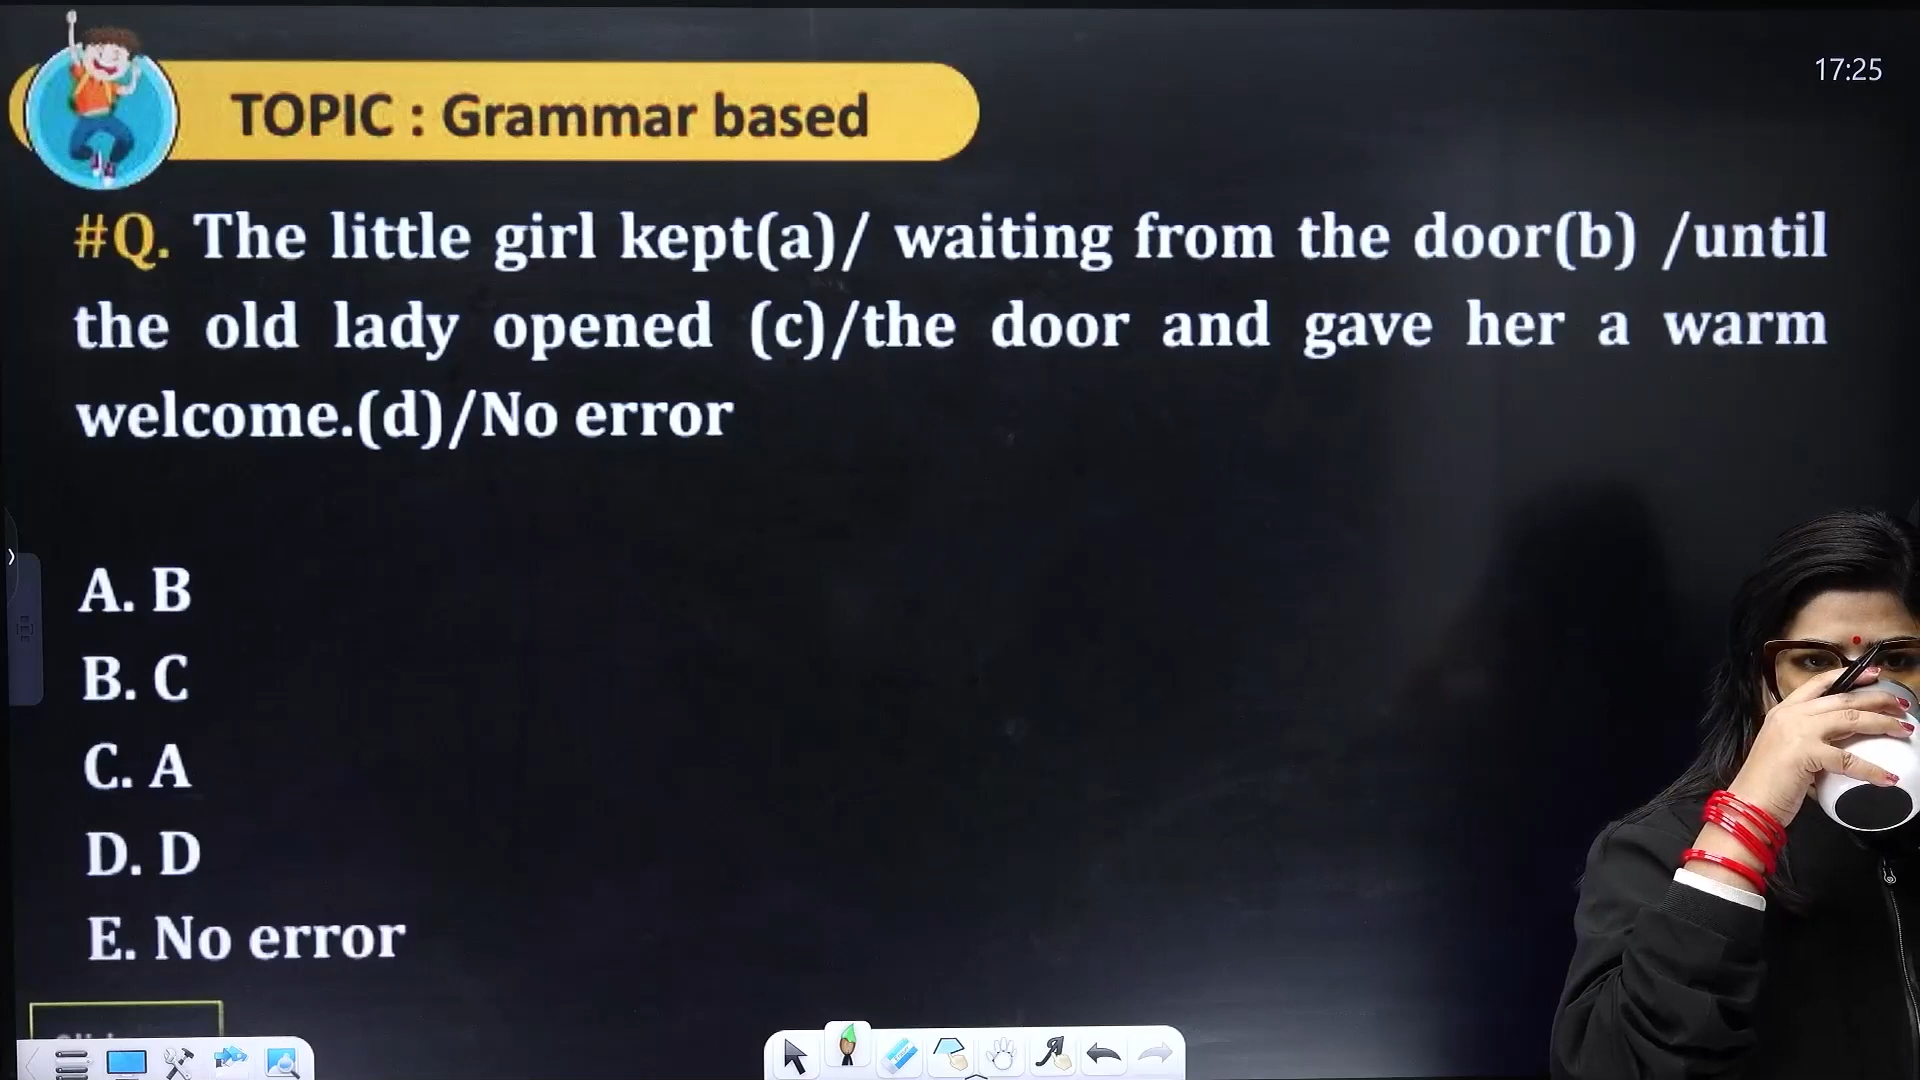 17:25
TOPIC : Grammar based
#Q. The little girl kept(a)/ waiting from the door(b) /until
the old lady opened (c)/the door and gave her a warm
welcome.(d)/No error
A. B
B. C
C. A
D. D
E. No error